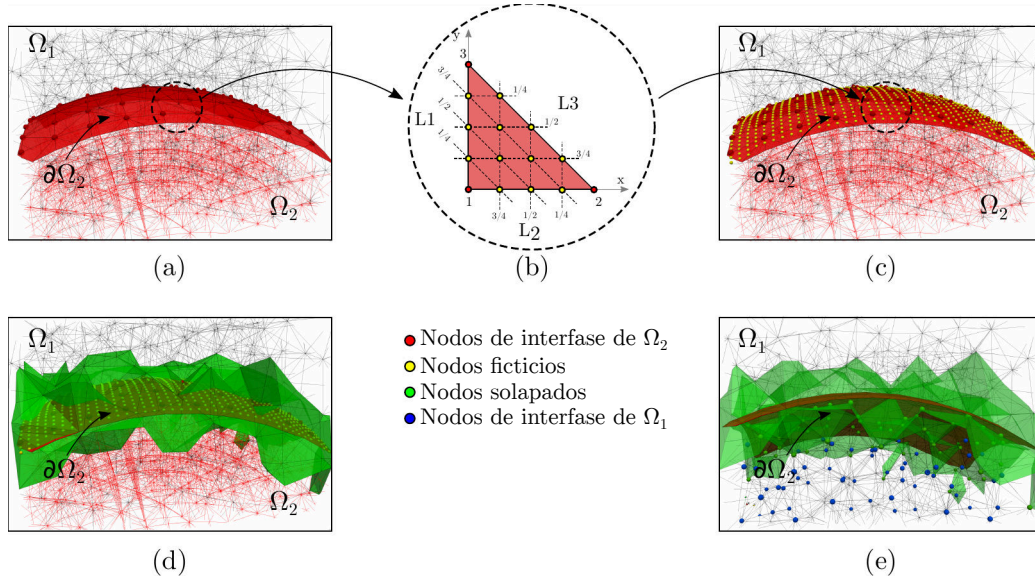 Ω₁
∂Ω₂
Ω₂
(a)
y
3
3/4
1/2
1/4
L1
1/4
L3
1/2
3/4
x
1
2
3/4
1/2
1/4
L2
(b)
Ω₁
∂Ω₂
Ω₂
(c)
Ω₁
∂Ω₂
Ω₂
(d)
Nodos de interfase de Ω₂
Nodos ficticios
Nodos solapados
Nodos de interfase de Ω₁
Ω₁
∂Ω₂
(e)